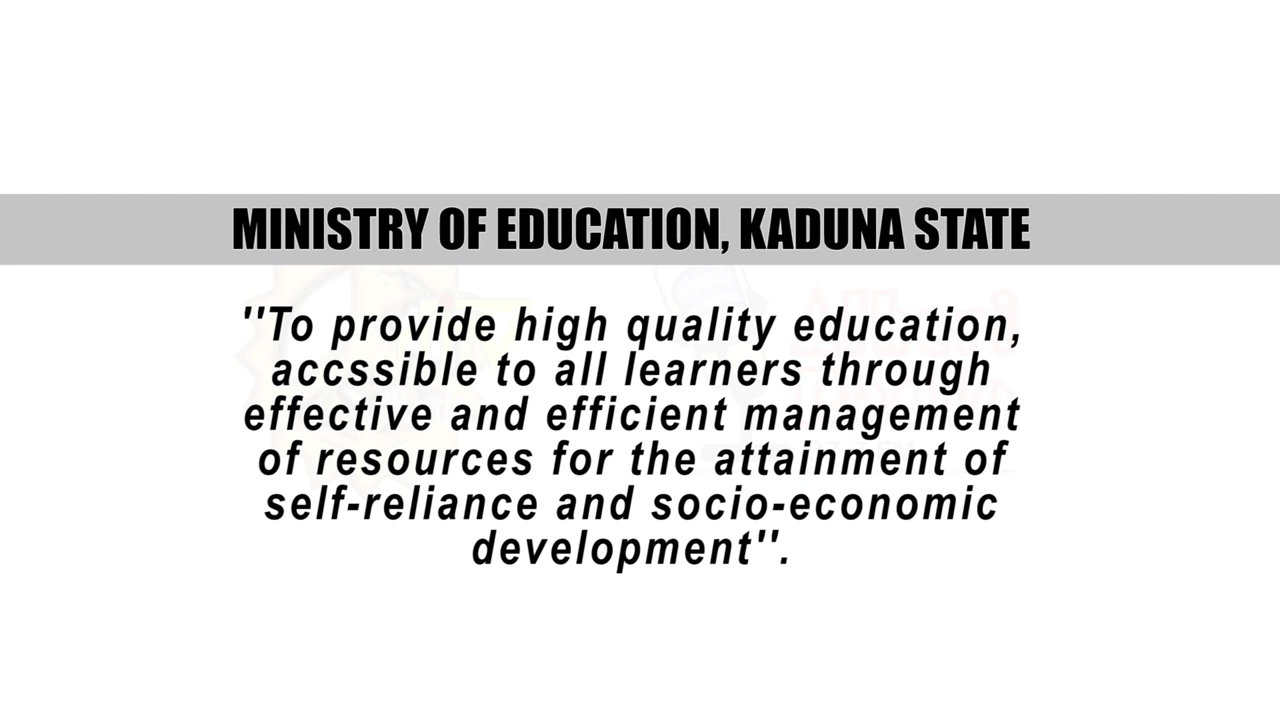 MINISTRY OF EDUCATION, KADUNA STATE
''To provide high quality education,
accssible to all learners through
effective and efficient management
of resources for the attainment of
self-reliance and socio-economic
development''.